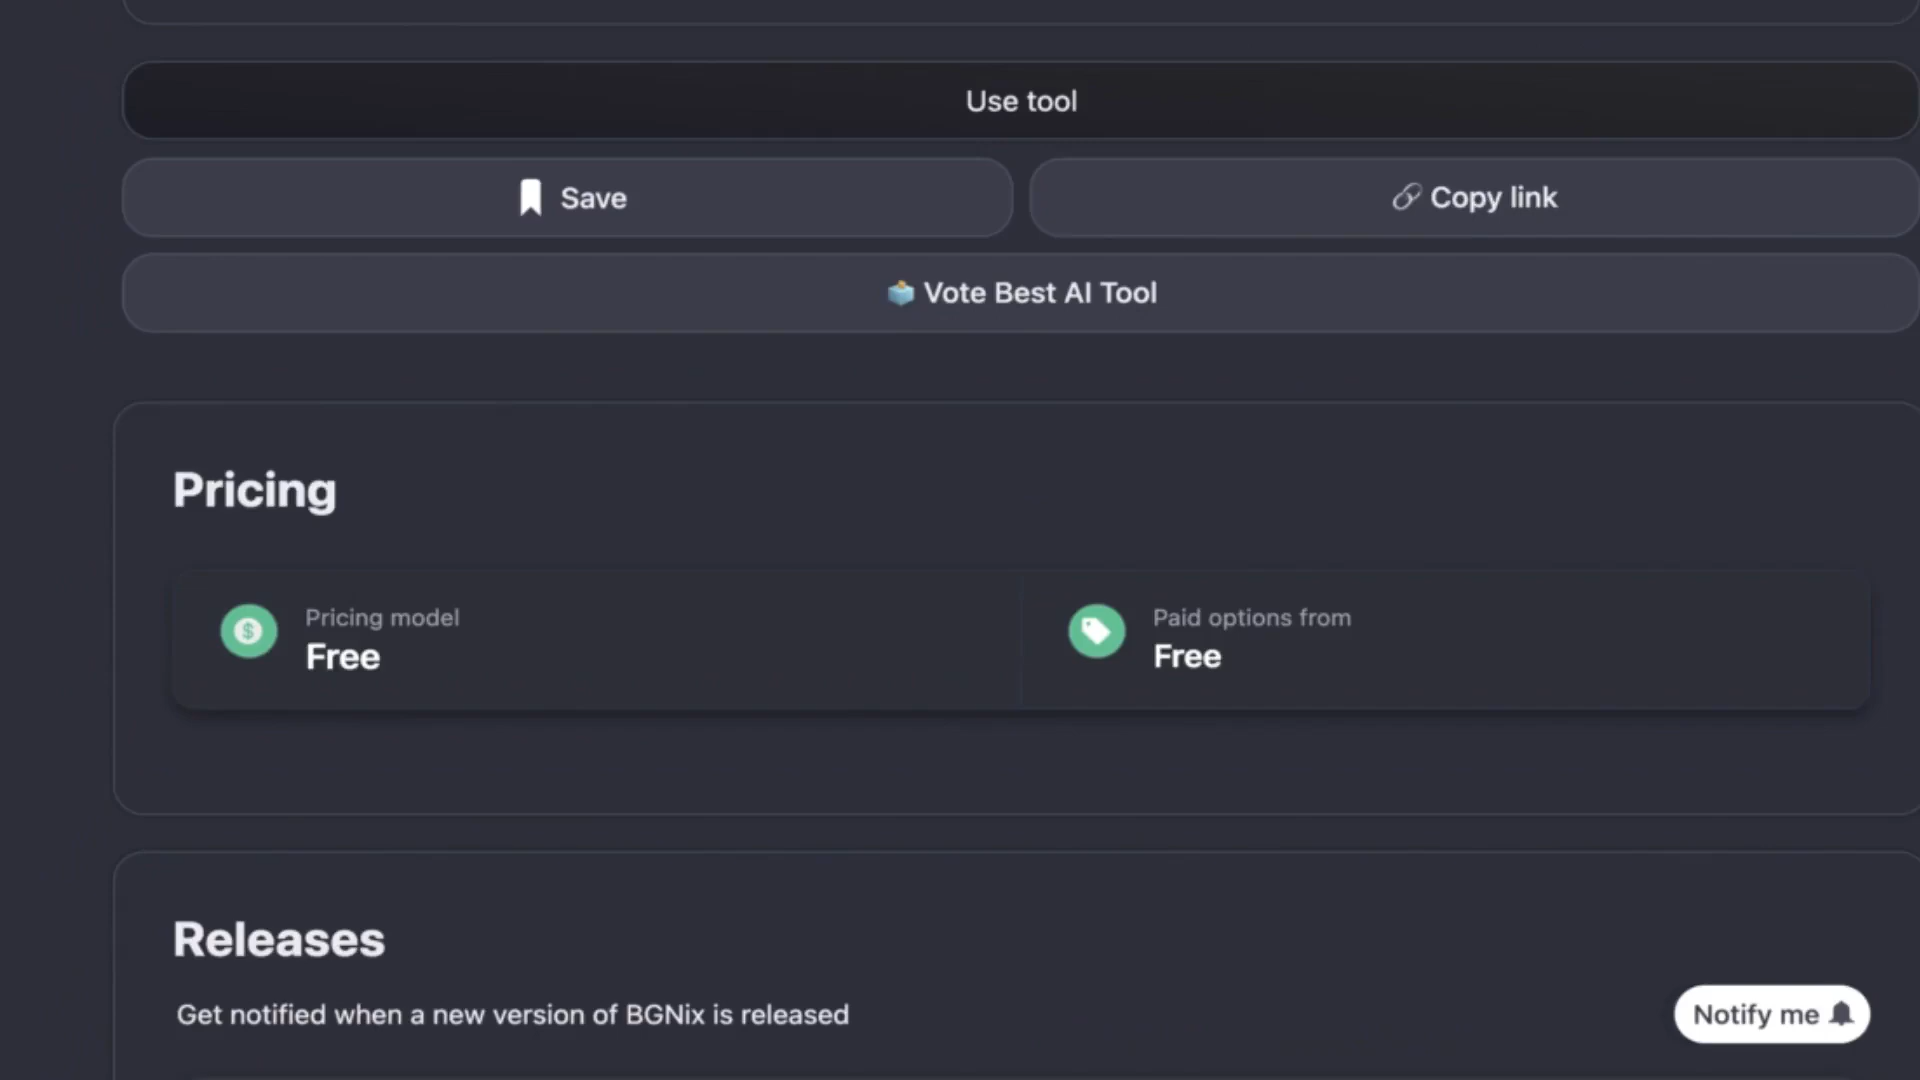 Use tool
Save
Copy link
Vote Best AI Tool
Pricing
Pricing model
Free
Paid options from
Free
Releases
Get notified when a new version of BGNix is released
Notify me